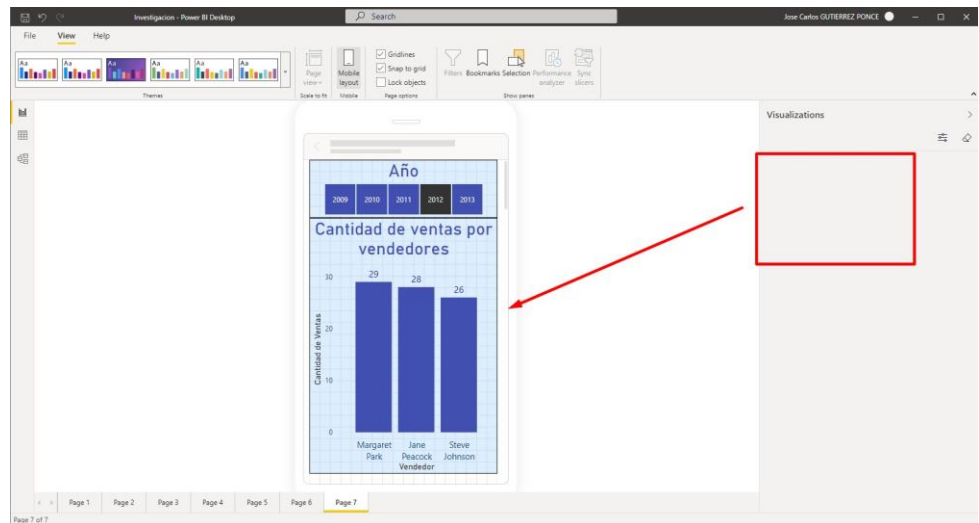 Investigacion - Power BI Desktop
Search
Jose Carlos GUTIERREZ PONCE
File View Help
Aa Aa Aa Aa Aa Aa
Themes
Page view
Scale to fit
Mobile layout
Mobile
Gridlines
Snap to grid
Lock objects
Page options
Filters Bookmarks Selection Performance analyzer Sync slicers
Show panes
Visualizations
Año
2009 2010 2011 2012 2013
Cantidad de ventas por
vendedores
29 28 26
30
20
10
0
Cantidad de Ventas
Margaret Park
Jane Peacock
Steve Johnson
Vendedor
Page 1 Page 2 Page 3 Page 4 Page 5 Page 6 Page 7
Page 7 of 7